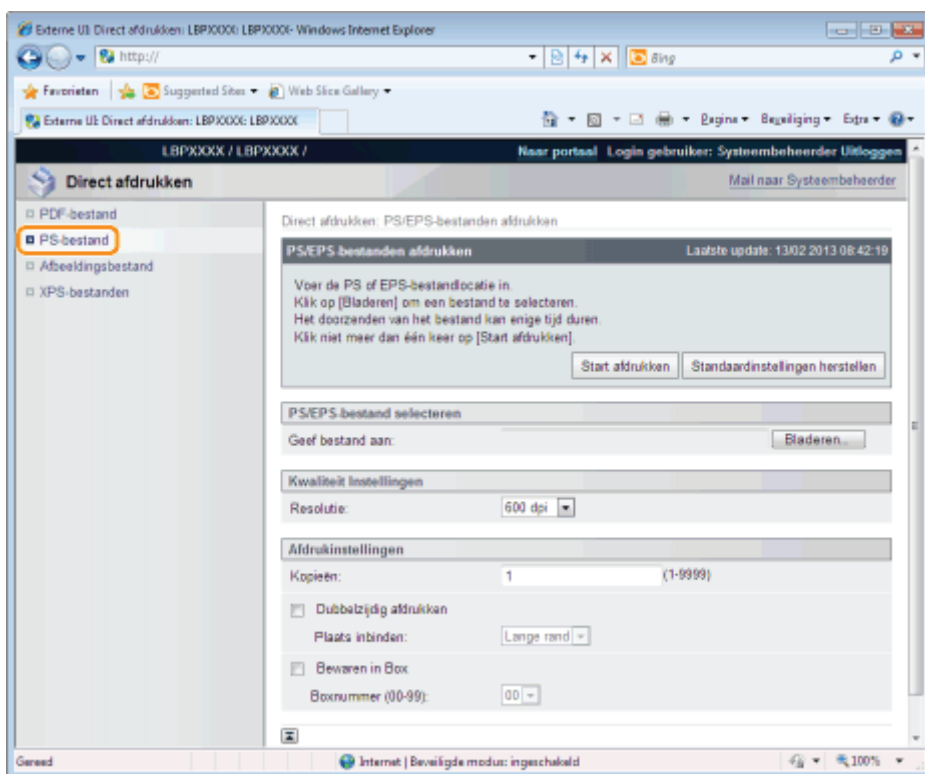 Externe UI: Direct afdrukken: LBPXXXX: LBPXXXX- Windows Internet Explorer
http://
Bing
Favorieten Suggested Sites Web Slice Gallery
Externe UI: Direct afdrukken: LBPXXXX: LBPXXXX
Pagina Beveiliging Extra
LBPXXXX / LBPXXXX /
Naar portaal Login gebruiker: Systeembeheerder Uitloggen
Direct afdrukken
Mail naar Systeembeheerder
PDF-bestand
PS-bestand
Afbeeldingsbestand
XPS-bestanden
Direct afdrukken: PS/EPS-bestanden afdrukken
PS/EPS-bestanden afdrukken
Laatste update: 13/02 2013 08:42:19
Voer de PS of EPS-bestandlocatie in.
Klik op [Bladeren] om een bestand te selecteren.
Het doorzenden van het bestand kan enige tijd duren.
Klik niet meer dan één keer op [Start afdrukken].
Start afdrukken
Standaardinstellingen herstellen
PS/EPS-bestand selecteren
Geef bestand aan:
Bladeren...
Kwaliteit Instellingen
Resolutie:
600 dpi
Afdrukinstellingen
Kopieën:
1
(1-9999)
Dubbelzijdig afdrukken
Plaats inbinden:
Lange rand
Bewaren in Box
Boxnummer (00-99):
00
Gereed
Internet | Beveiligde modus: ingeschakeld
100%